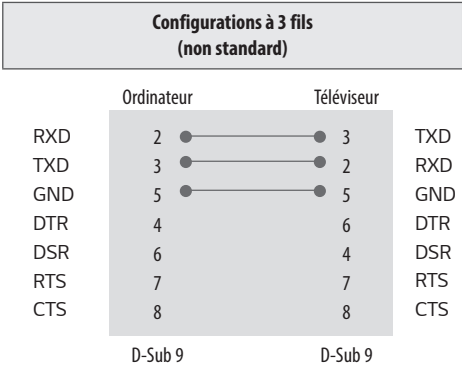 Configurations à 3 fils
(non standard)
Ordinateur Téléviseur
RXD 2 3 TXD
TXD 3 2 RXD
GND 5 5 GND
DTR 4 6 DTR
DSR 6 4 DSR
RTS 7 7 RTS
CTS 8 8 CTS
D-Sub 9 D-Sub 9